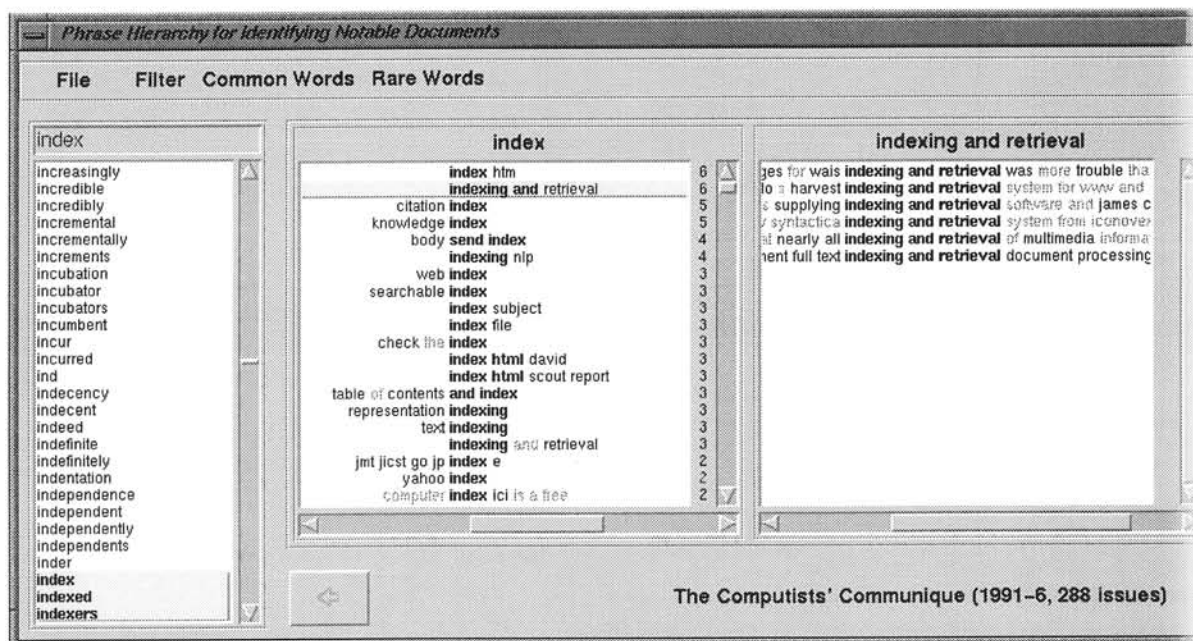 Phrase Hierarchy for Identifying Notable Documents
File Filter Common Words Rare Words
index
increasingly
incredible
incredibly
incremental
incrementally
increments
incubation
incubator
incubators
incumbent
incur
incurred
ind
indecency
indecent
indeed
indefinite
indefinitely
indentation
independence
independent
independently
independents
inder
index
indexed
indexers
index
index htm 6
indexing and retrieval 6
citation index 5
knowledge index 5
body send index 4
indexing nlp 4
web index 3
searchable index 3
index subject 3
index file 3
check the index 3
index html david 3
index html scout report 3
table of contents and index 3
representation indexing 3
text indexing 3
indexing and retrieval 3
jmt jicst go jp index e 2
yahoo index 2
computer index ici is a free 2
indexing and retrieval
ges for wais indexing and retrieval was more trouble tha
lo a harvest indexing and retrieval system for www and
s supplying indexing and retrieval software and james c
y syntactica indexing and retrieval system from iconove
nearly all indexing and retrieval of multimedia informa
nent full text indexing and retrieval document processing
The Computists' Communique (1991–6, 288 issues)